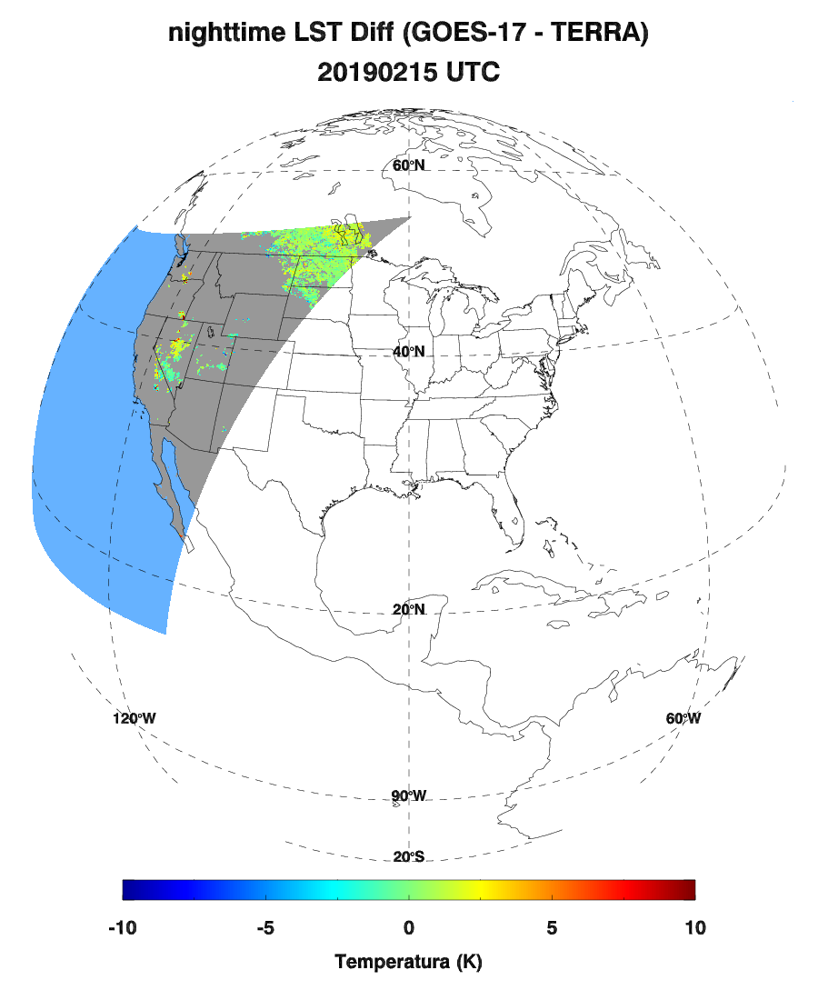 nighttime LST Diff (GOES-17 - TERRA)
20190215 UTC
60°N
40°N
20°N
120°W
60°W
90°W
20°S
-10 -5 0 5 10
Temperatura (K)